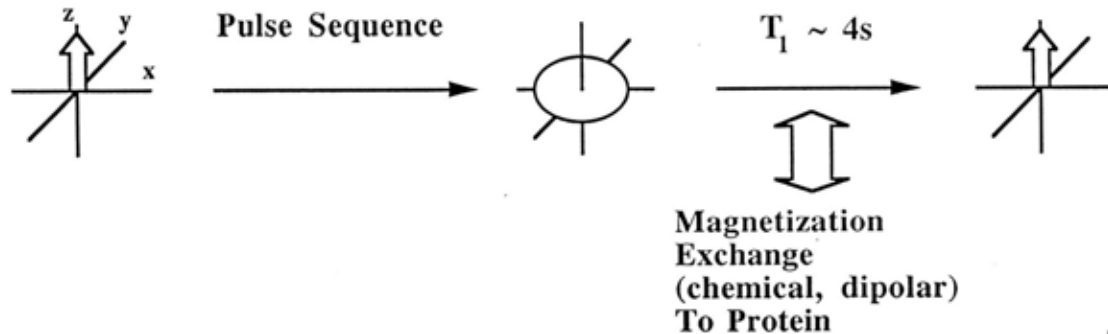 z
y
x
Pulse Sequence
T₁ ~ 4s
Magnetization
Exchange
(chemical, dipolar)
To Protein